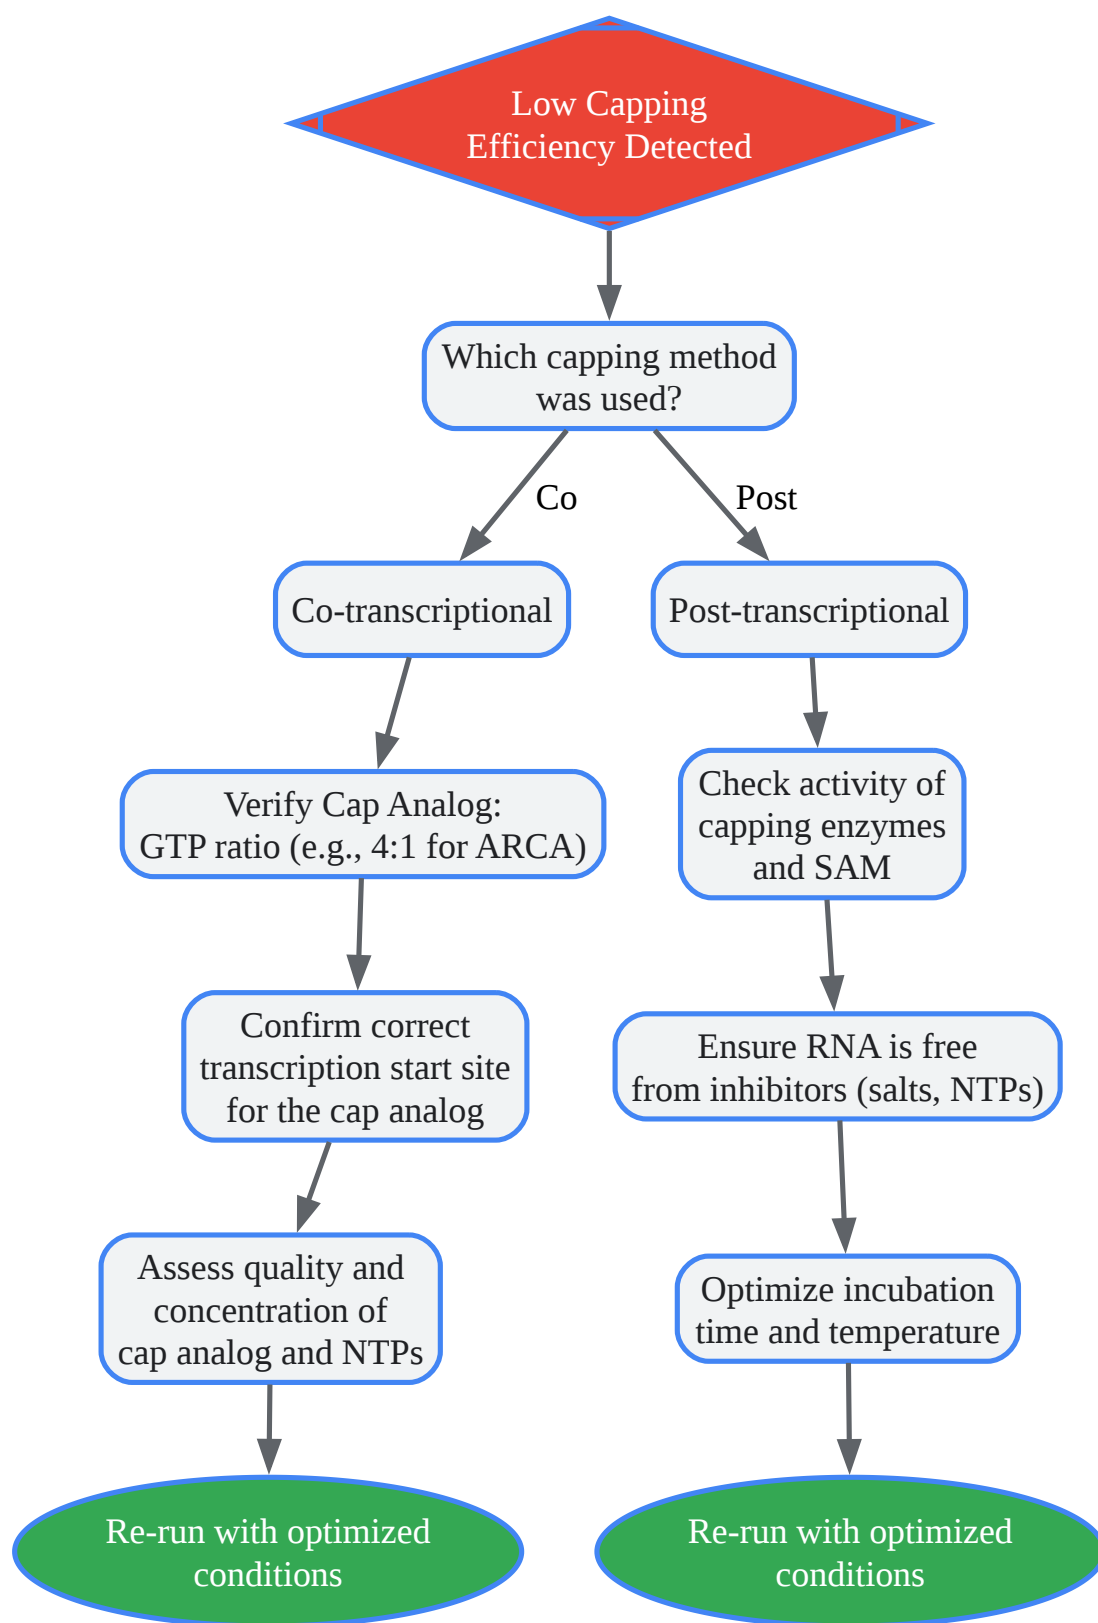 Low Capping
Efficiency Detected
Which capping method
was used?
Co
Post
Co-transcriptional
Post-transcriptional
Verify Cap Analog:
GTP ratio (e.g., 4:1 for ARCA)
Check activity of
capping enzymes
and SAM
Confirm correct
transcription start site
for the cap analog
Ensure RNA is free
from inhibitors (salts, NTPs)
Assess quality and
concentration of
cap analog and NTPs
Optimize incubation
time and temperature
Re-run with optimized
conditions
Re-run with optimized
conditions